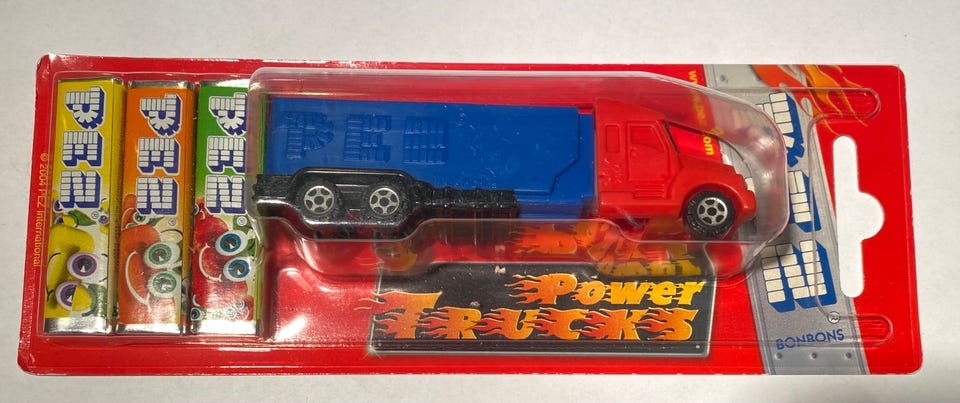 PEZ
PEZ
PEZ
PEZ
PEZ
BONBONS
Power
TRUCKS
© 2004 PEZ International